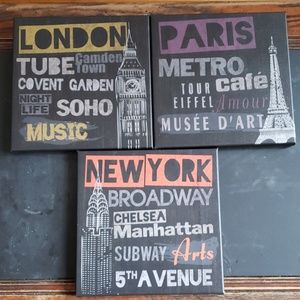 LONDON
TUBE Camden Town
COVENT GARDEN
NIGHT LIFE SOHO
MUSIC
PARIS
METRO
Café
TOUR EIFFEL Amour
MUSÉE D'ART
NEW YORK
BROADWAY
CHELSEA
Manhattan
SUBWAY Arts
5TH AVENUE